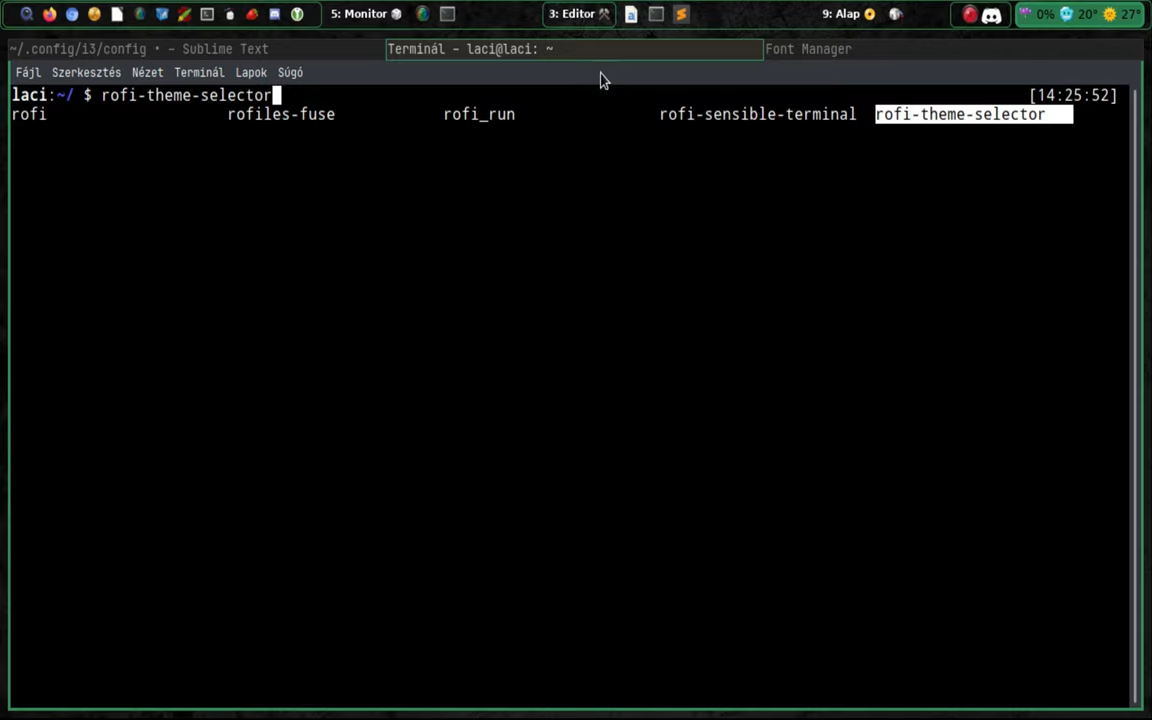 5: Monitor 3: Editor 9: Alap 0% 20° 27°
~/.config/i3/config • - Sublime Text Terminál - laci@laci: ~ Font Manager
Fájl Szerkesztés Nézet Terminál Lapok Súgó
laci:~/ $ rofi-theme-selector [14:25:52]
rofi rofiles-fuse rofi_run rofi-sensible-terminal rofi-theme-selector